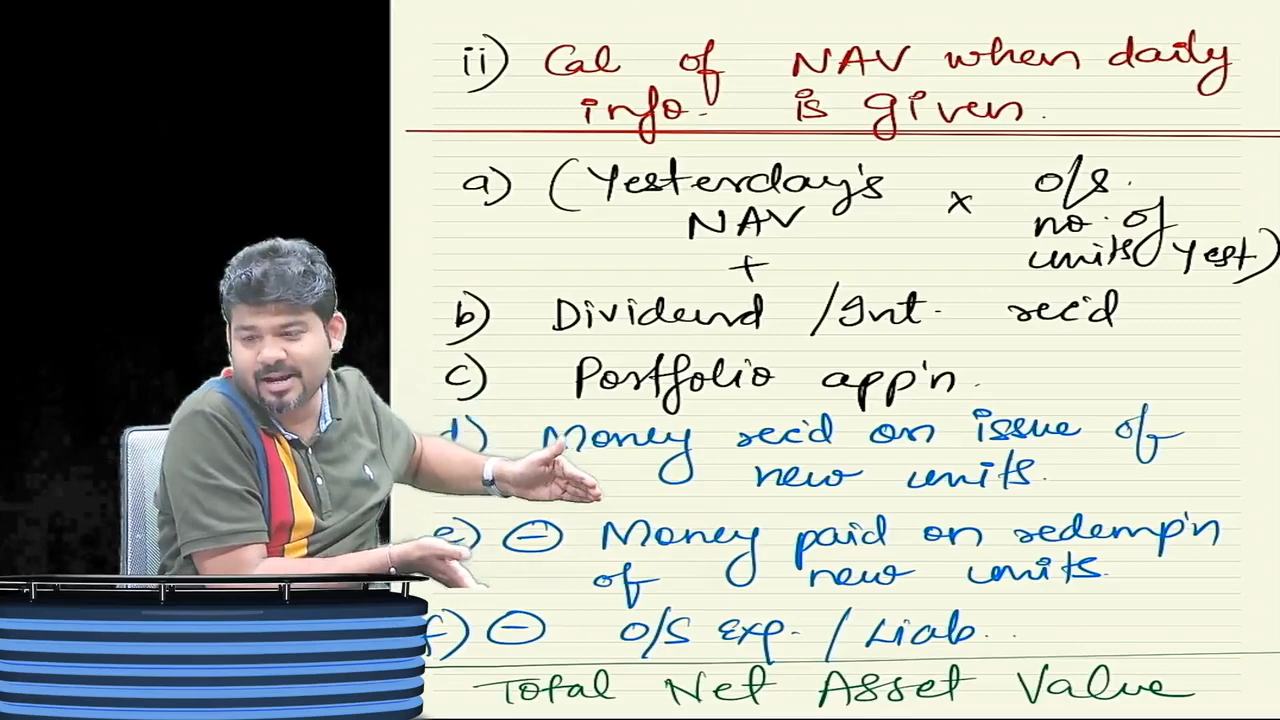 ii) Cal of NAV when daily
info. is given.
a) (Yesterday's × o/s.
NAV no. of
+ units Yest)
b) Dividend /Int. rec'd
c) Portfolio app'n.
d) Money rec'd on issue of
new units.
e) ⊖ Money paid on redemp'n
of new units.
f) ⊖ O/S exp. / Liab..
Total Net Asset Value